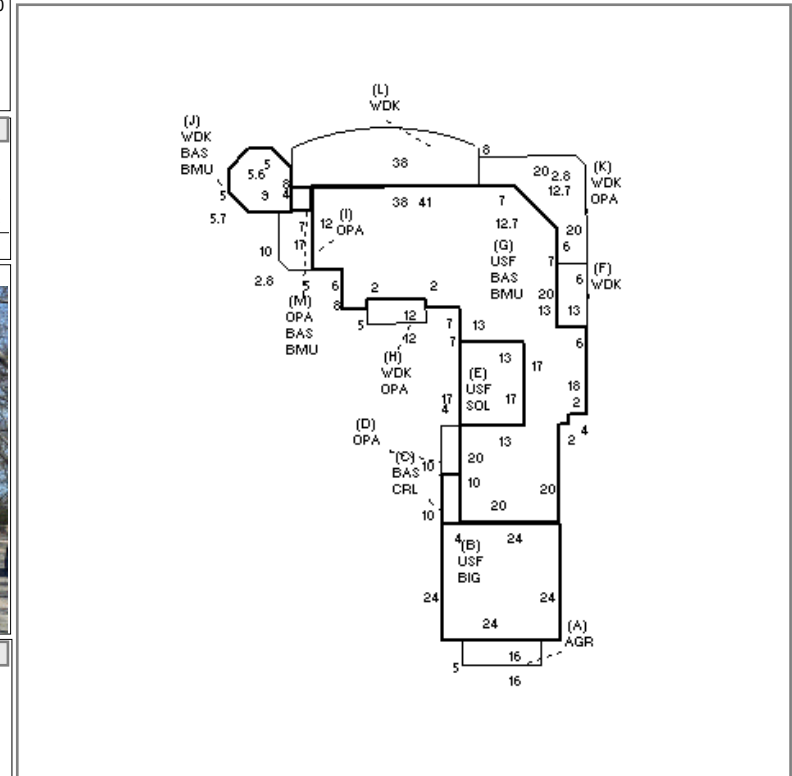 (L)
WDK
(J)
WDK
BAS
BMU
8
38
5
5.6
9
8
4
5
5.7
20 2.8
12.7
(K)
WDK
OPA
38 41
7
12.7
12
(I)
OPA
7
17
10
2.8
5
6
8
(M)
OPA
BAS
BMU
(G)
USF
BAS
BMU
20
6
7
6
(F)
WDK
20
13
13
2
2
5
12
12
(H)
WDK
OPA
7
13
7
6
13
17
(E)
USF
SOL
17
17
4
18
2
4
2
(D)
OPA
13
(C)
BAS
CRL
10
20
10
20
20
10
4
24
(B)
USF
BIG
24
24
24
(A)
AGR
16
5
16